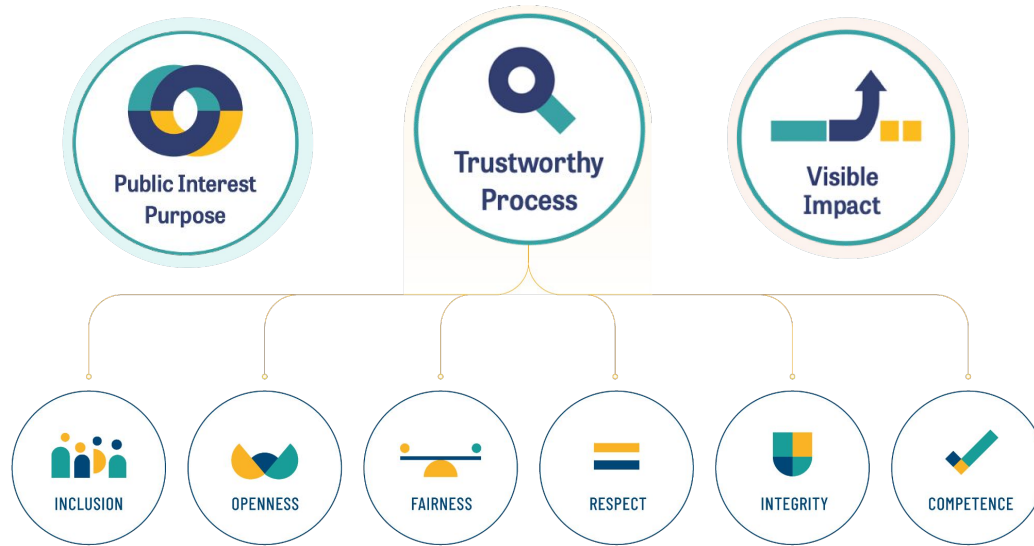 Public Interest
Purpose
Trustworthy
Process
Visible
Impact
INCLUSION
OPENNESS
FAIRNESS
RESPECT
INTEGRITY
COMPETENCE